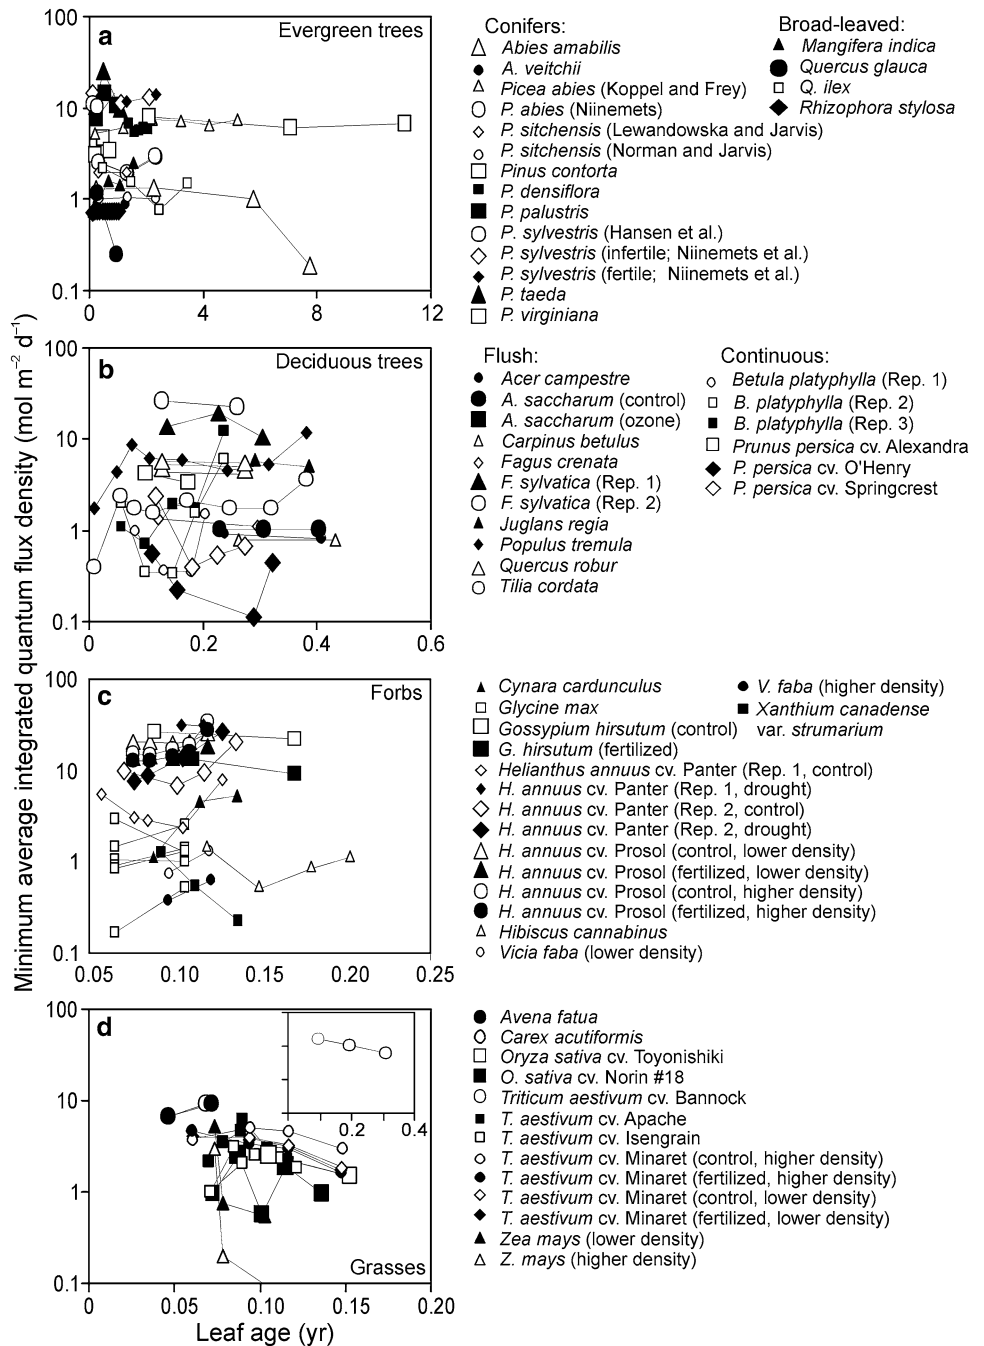 Minimum average integrated quantum flux density (mol m⁻² d⁻¹)
a
Evergreen trees
100
10
1
0.1
0
4
8
12
Conifers:
Abies amabilis
A. veitchii
Picea abies (Koppel and Frey)
P. abies (Niinemets)
P. sitchensis (Lewandowska and Jarvis)
P. sitchensis (Norman and Jarvis)
Pinus contorta
P. densiflora
P. palustris
P. sylvestris (Hansen et al.)
P. sylvestris (infertile; Niinemets et al.)
P. sylvestris (fertile; Niinemets et al.)
P. taeda
P. virginiana
Broad-leaved:
Mangifera indica
Quercus glauca
Q. ilex
Rhizophora stylosa
b
Deciduous trees
100
10
1
0.1
0
0.2
0.4
0.6
Flush:
Acer campestre
A. saccharum (control)
A. saccharum (ozone)
Carpinus betulus
Fagus crenata
F. sylvatica (Rep. 1)
F. sylvatica (Rep. 2)
Juglans regia
Populus tremula
Quercus robur
Tilia cordata
Continuous:
Betula platyphylla (Rep. 1)
B. platyphylla (Rep. 2)
B. platyphylla (Rep. 3)
Prunus persica cv. Alexandra
P. persica cv. O'Henry
P. persica cv. Springcrest
c
Forbs
100
10
1
0.1
0.05
0.10
0.15
0.20
0.25
Cynara cardunculus
Glycine max
Gossypium hirsutum (control)
G. hirsutum (fertilized)
Helianthus annuus cv. Panter (Rep. 1, control)
H. annuus cv. Panter (Rep. 1, drought)
H. annuus cv. Panter (Rep. 2, control)
H. annuus cv. Panter (Rep. 2, drought)
H. annuus cv. Prosol (control, lower density)
H. annuus cv. Prosol (fertilized, lower density)
H. annuus cv. Prosol (control, higher density)
H. annuus cv. Prosol (fertilized, higher density)
Hibiscus cannabinus
Vicia faba (lower density)
V. faba (higher density)
Xanthium canadense
var. strumarium
d
Grasses
100
10
1
0.1
0
0.05
0.10
0.15
0.20
0.2
0.4
Leaf age (yr)
Avena fatua
Carex acutiformis
Oryza sativa cv. Toyonishiki
O. sativa cv. Norin #18
Triticum aestivum cv. Bannock
T. aestivum cv. Apache
T. aestivum cv. Isengrain
T. aestivum cv. Minaret (control, higher density)
T. aestivum cv. Minaret (fertilized, higher density)
T. aestivum cv. Minaret (control, lower density)
T. aestivum cv. Minaret (fertilized, lower density)
Zea mays (lower density)
Z. mays (higher density)